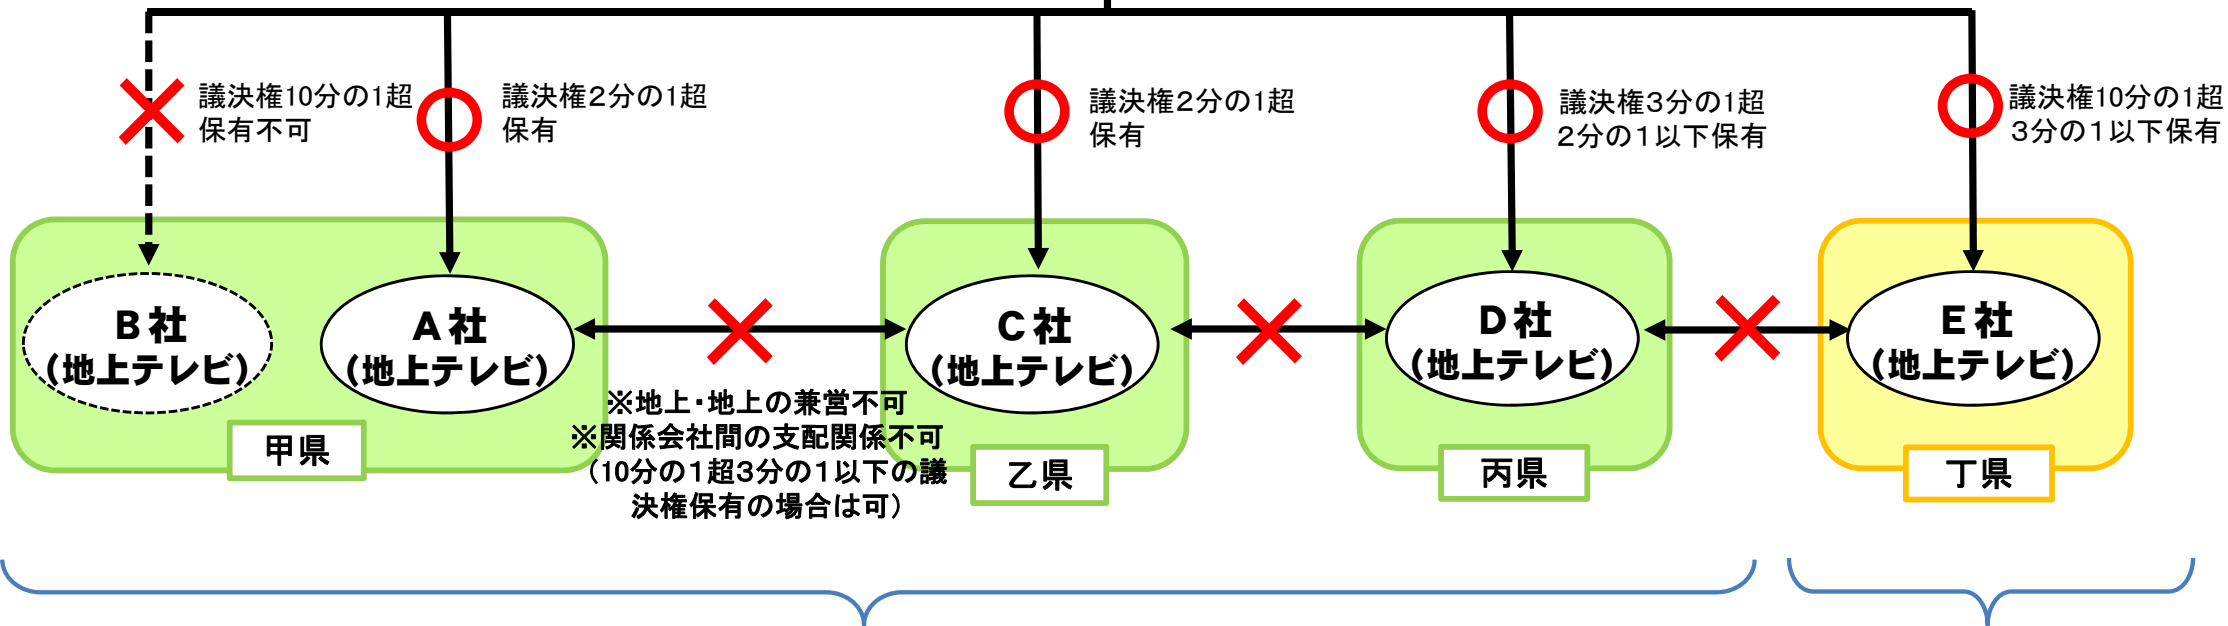 議決権10分の1超
保有不可
議決権２分の1超
保有
議決権２分の1超
保有
議決権３分の1超
２分の１以下保有
議決権10分の1超
３分の１以下保有
Ｂ社
（地上テレビ）
Ａ社
（地上テレビ）
Ｃ社
（地上テレビ）
Ｄ社
（地上テレビ）
Ｅ社
（地上テレビ）
※地上・地上の兼営不可
※関係会社間の支配関係不可
（10分の１超3分の１以下の議
決権保有の場合は可）
甲県
乙県
丙県
丁県